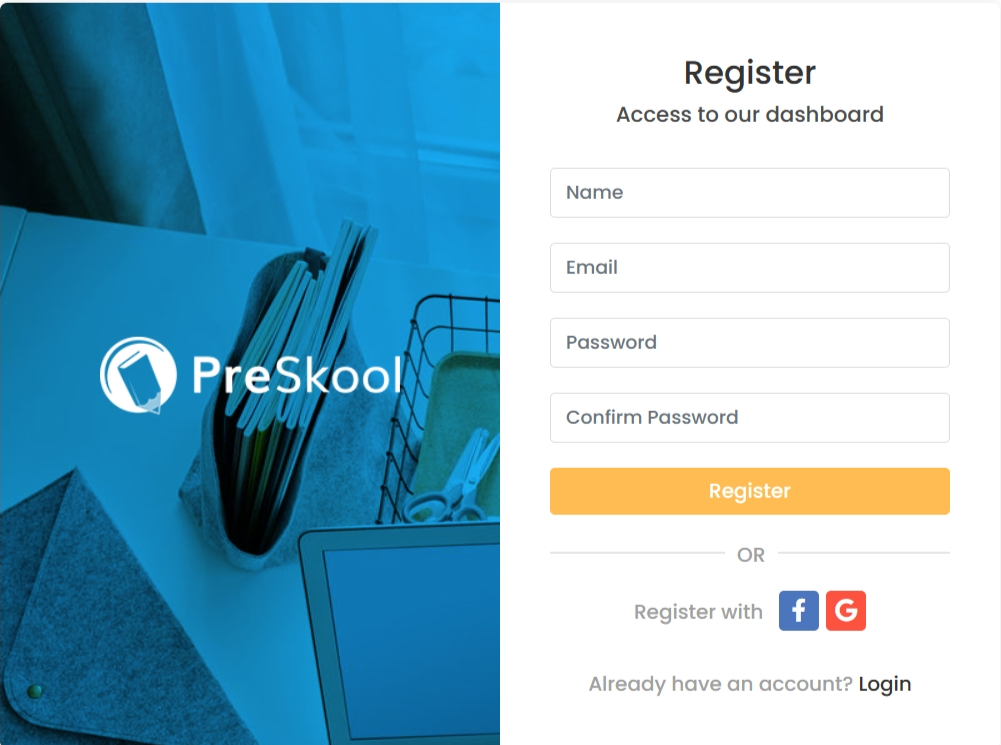 PreSkool
Register
Access to our dashboard
Name
Email
Password
Confirm Password
Register
OR
Register with
Already have an account? Login